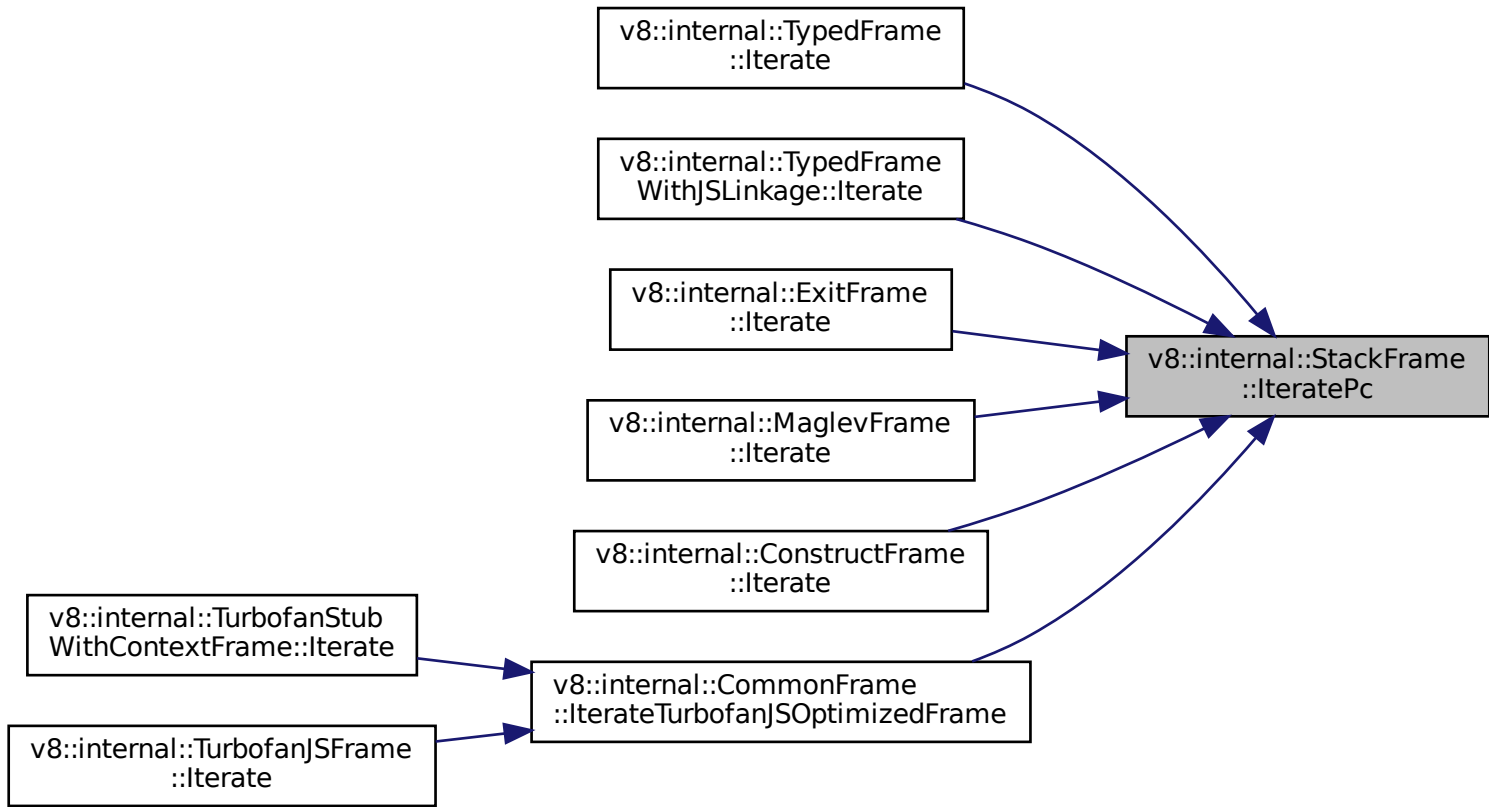 v8::internal::TypedFrame
::Iterate
v8::internal::TypedFrame
WithJSLinkage::Iterate
v8::internal::ExitFrame
::Iterate
v8::internal::StackFrame
::IteratePc
v8::internal::MaglevFrame
::Iterate
v8::internal::ConstructFrame
::Iterate
v8::internal::TurbofanStub
WithContextFrame::Iterate
v8::internal::CommonFrame
::IterateTurbofanJSOptimizedFrame
v8::internal::TurbofanJSFrame
::Iterate